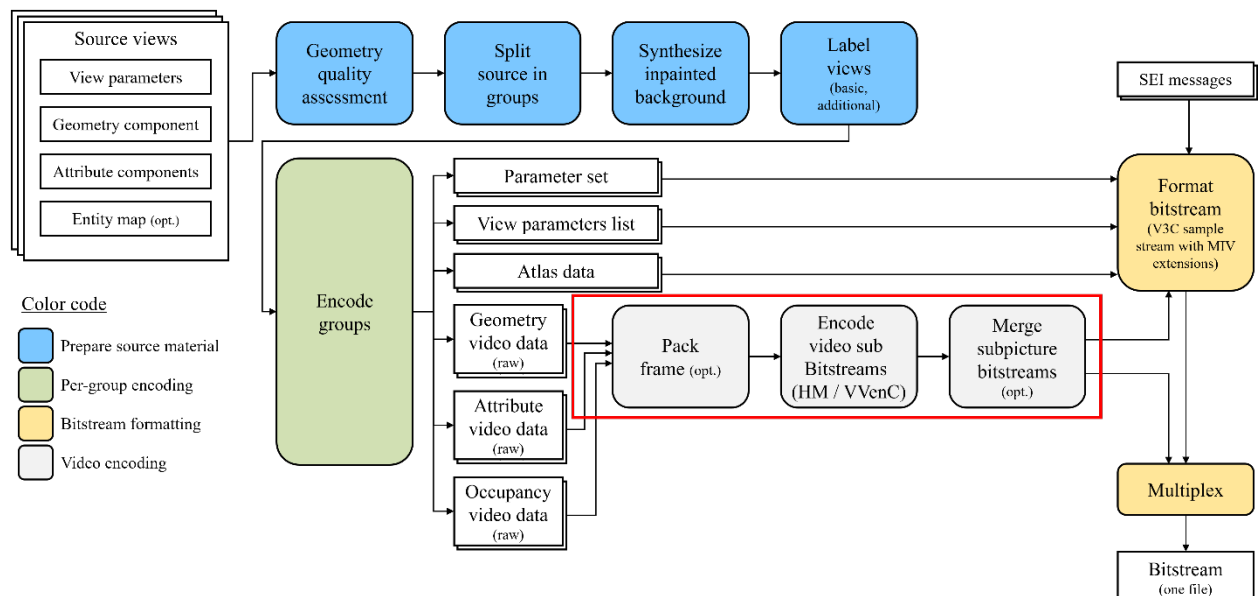 Source views
View parameters
Geometry component
Attribute components
Entity map (opt.)
Geometry
quality
assessment
Split
source in
groups
Synthesize
inpainted
background
Label
views
(basic,
additional)
SEI messages
Encode
groups
Parameter set
View parameters list
Atlas data
Geometry
video data
(raw)
Attribute
video data
(raw)
Occupancy
video data
(raw)
Pack
frame (opt.)
Encode
video sub
Bitstreams
(HM / VVenC)
Merge
subpicture
bitstreams
(opt.)
Format
bitstream
(V3C sample
stream with MIV
extensions)
Multiplex
Bitstream
(one file)
Color code
Prepare source material
Per-group encoding
Bitstream formatting
Video encoding